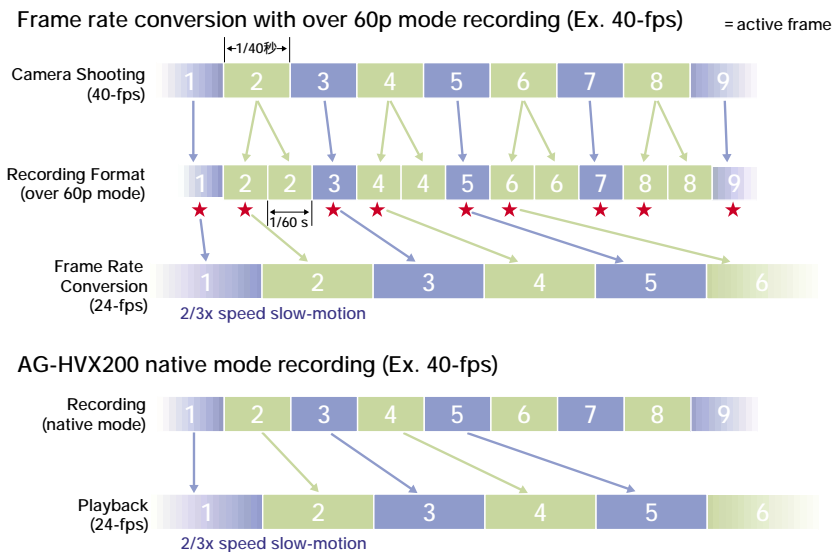 Frame rate conversion with over 60p mode recording (Ex. 40-fps)
= active frame
1/40秒
Camera Shooting
(40-fps)
1 2 3 4 5 6 7 8 9
Recording Format
(over 60p mode)
1 2 2 3 4 4 5 6 6 7 8 8 9
1/60 s
Frame Rate
Conversion
(24-fps)
1 2 3 4 5 6
2/3x speed slow-motion
AG-HVX200 native mode recording (Ex. 40-fps)
Recording
(native mode)
1 2 3 4 5 6 7 8 9
Playback
(24-fps)
1 2 3 4 5 6
2/3x speed slow-motion